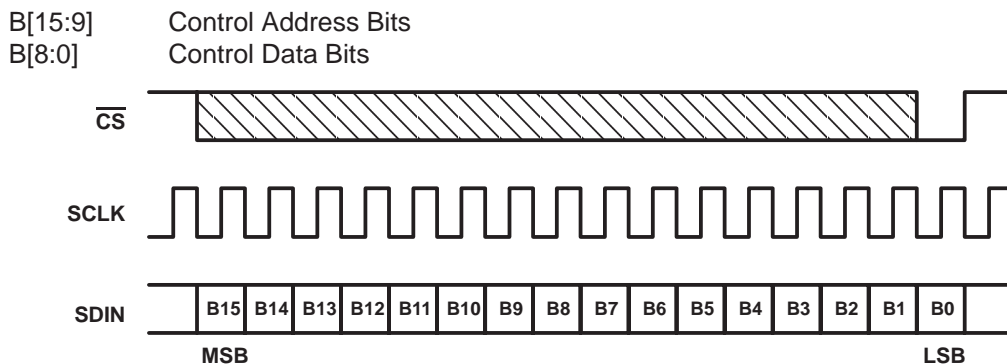 B[15:9] Control Address Bits
B[8:0] Control Data Bits
CS
SCLK
SDIN B15 B14 B13 B12 B11 B10 B9 B8 B7 B6 B5 B4 B3 B2 B1 B0
MSB LSB